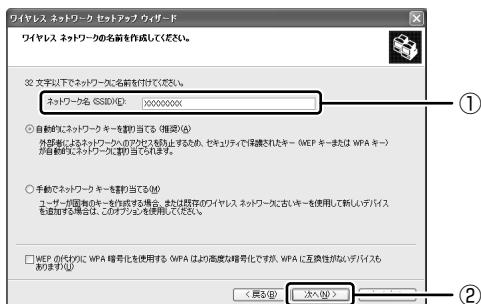 ワイヤレス ネットワーク セットアップ ウィザード
ワイヤレス ネットワークの名前を作成してください。
32 文字以下でネットワークに名前を付けてください。
ネットワーク名 (SSID)(E): XXXXXXXX
①
自動的にネットワーク キーを割り当てる (推奨)(A)
外部者によるネットワークへのアクセスを防止するため、セキュリティで保護されたキー (WEP キーまたは WPA キー)
が自動的にネットワークに割り当てられます。
手動でネットワーク キーを割り当てる(M)
ユーザーが固有のキーを作成する場合、または既存のワイヤレス ネットワークに古いキーを使用して新しいデバイス
を追加する場合は、このオプションを使用してください。
WEP の代わりに WPA 暗号化を使用する (WPA はより高度な暗号化ですが、WPA に互換性がないデバイスも
あります)(U)
< 戻る(B) 次へ(N) >
②